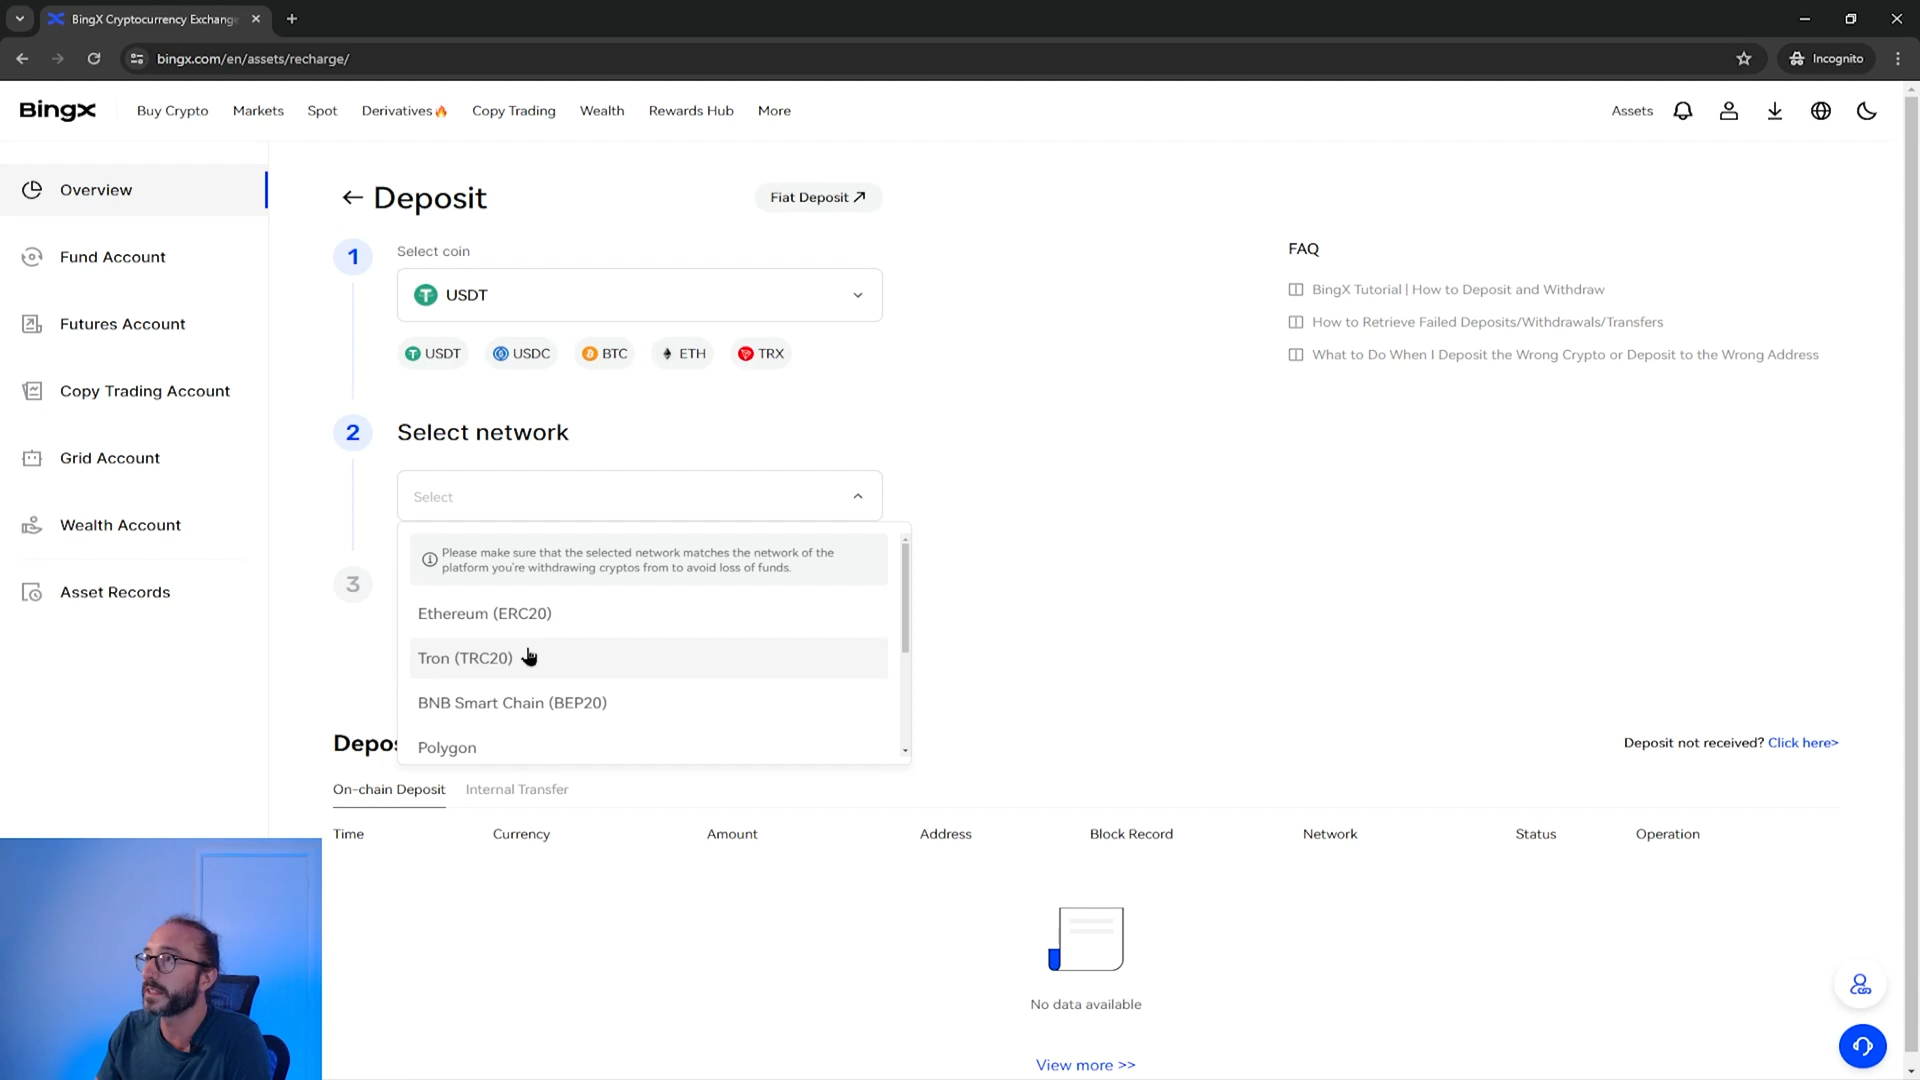 BingX Cryptocurrency Exchange
bingx.com/en/assets/recharge/
Incognito
BingX
Buy Crypto
Markets
Spot
Derivatives
Copy Trading
Wealth
Rewards Hub
More
Assets
Overview
Fund Account
Futures Account
Copy Trading Account
Grid Account
Wealth Account
Asset Records
Deposit
Fiat Deposit
1
Select coin
USDT
USDT
USDC
BTC
ETH
TRX
2
Select network
Select
Please make sure that the selected network matches the network of the
platform you're withdrawing cryptos from to avoid loss of funds.
Ethereum (ERC20)
Tron (TRC20)
BNB Smart Chain (BEP20)
Polygon
3
FAQ
BingX Tutorial | How to Deposit and Withdraw
How to Retrieve Failed Deposits/Withdrawals/Transfers
What to Do When I Deposit the Wrong Crypto or Deposit to the Wrong Address
Depos
Deposit not received? Click here>
On-chain Deposit
Internal Transfer
Time
Currency
Amount
Address
Block Record
Network
Status
Operation
No data available
View more >>